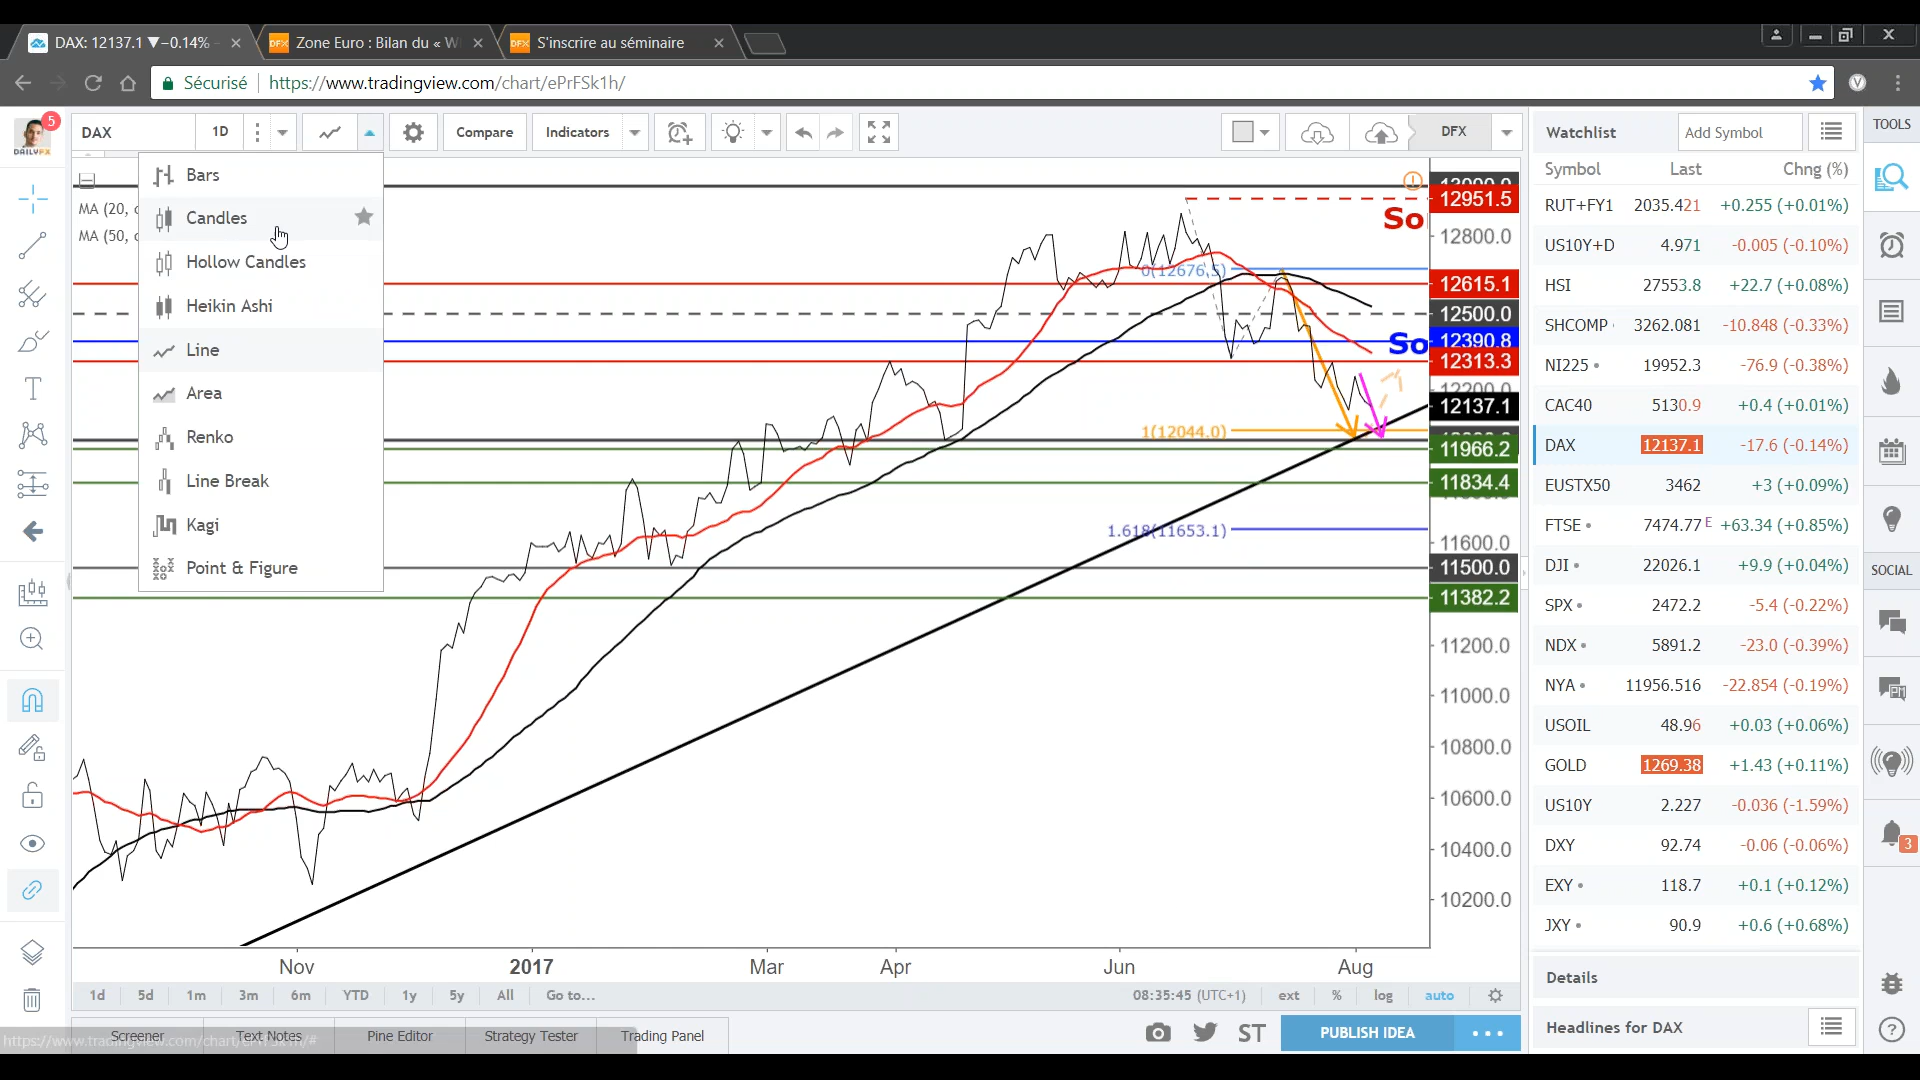 DAX: 12137.1 ▼−0.14%
Zone Euro : Bilan du « W
S'inscrire au séminaire
Sécurisé
https://www.tradingview.com/chart/ePrFSk1h/
5
DAILYFX
DAX
1D
Compare
Indicators
DFX
Watchlist
Add Symbol
TOOLS
Bars
Candles
Hollow Candles
Heikin Ashi
Line
Area
Renko
Line Break
Kagi
Point & Figure
MA (20, c
MA (50, c
So
So
0(12676.5)
1(12044.0)
1.618(11653.1)
12951.5
12800.0
12615.1
12500.0
12390.8
12313.3
12200.0
12137.1
11966.2
11834.4
11600.0
11500.0
11382.2
11200.0
11000.0
10800.0
10600.0
10400.0
10200.0
Nov
2017
Mar
Apr
Jun
Aug
1d
5d
1m
3m
6m
YTD
1y
5y
All
Go to...
08:35:45 (UTC+1)
ext
%
log
auto
Screener
Text Notes
Pine Editor
Strategy Tester
Trading Panel
ST
PUBLISH IDEA
Symbol Last Chng (%)
RUT+FY1 2035.421 +0.255 (+0.01%)
US10Y+D 4.971 -0.005 (-0.10%)
HSI 27553.8 +22.7 (+0.08%)
SHCOMP 3262.081 -10.848 (-0.33%)
NI225 19952.3 -76.9 (-0.38%)
CAC40 5130.9 +0.4 (+0.01%)
DAX 12137.1 -17.6 (-0.14%)
EUSTX50 3462 +3 (+0.09%)
FTSE 7474.77 E +63.34 (+0.85%)
DJI 22026.1 +9.9 (+0.04%)
SPX 2472.2 -5.4 (-0.22%)
NDX 5891.2 -23.0 (-0.39%)
NYA 11956.516 -22.854 (-0.19%)
USOIL 48.96 +0.03 (+0.06%)
GOLD 1269.38 +1.43 (+0.11%)
US10Y 2.227 -0.036 (-1.59%)
DXY 92.74 -0.06 (-0.06%)
EXY 118.7 +0.1 (+0.12%)
JXY 90.9 +0.6 (+0.68%)
Details
Headlines for DAX
SOCIAL
3